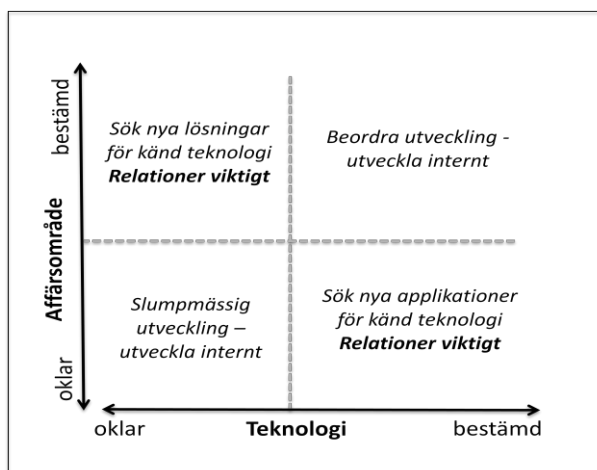 bestämd
Affärsområde
oklar
Sök nya lösningar
för känd teknologi
Relationer viktigt
Beordra utveckling -
utveckla internt
Slumpmässig
utveckling –
utveckla internt
Sök nya applikationer
för känd teknologi
Relationer viktigt
oklar
Teknologi
bestämd